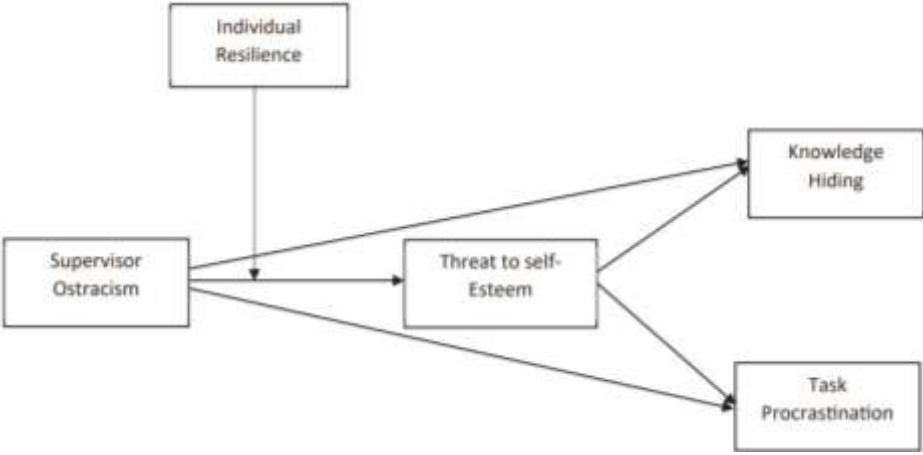 Individual
Resilience
Knowledge
Hiding
Supervisor
Ostracism
Threat to self-
Esteem
Task
Procrastination